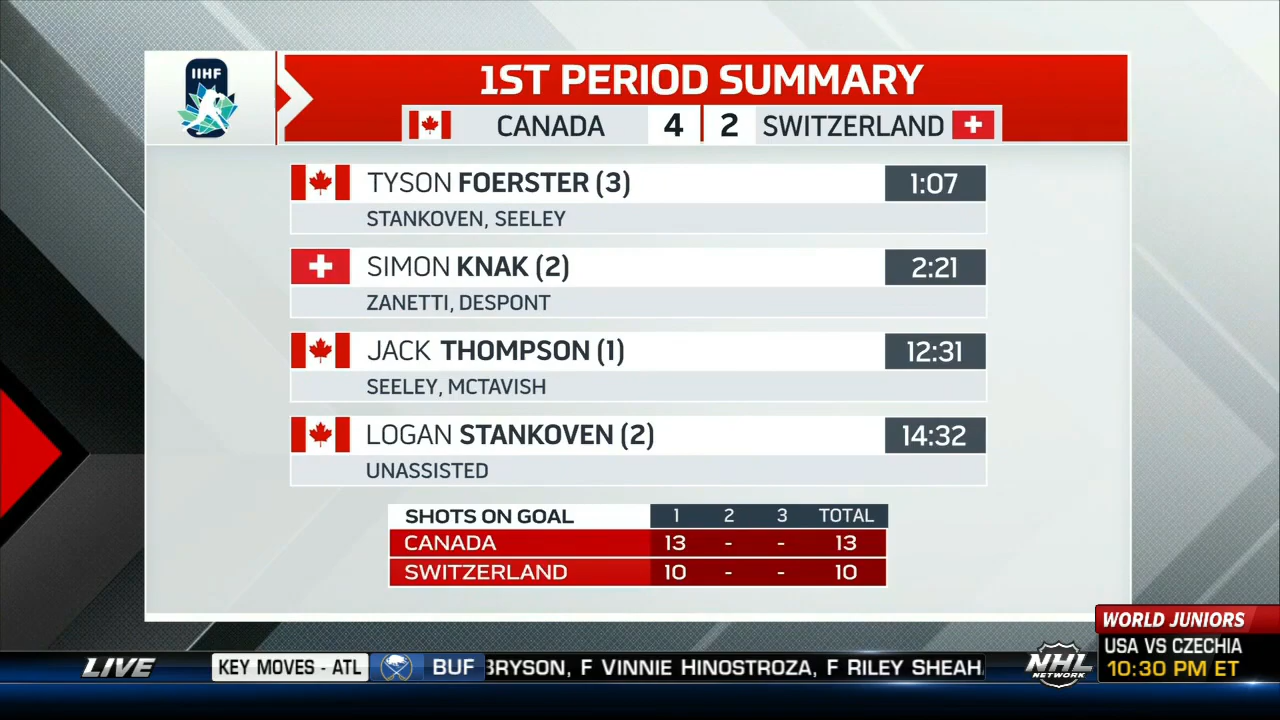 IIHF
1ST PERIOD SUMMARY
CANADA 4 2 SWITZERLAND
TYSON FOERSTER (3) 1:07
STANKOVEN, SEELEY
SIMON KNAK (2) 2:21
ZANETTI, DESPONT
JACK THOMPSON (1) 12:31
SEELEY, MCTAVISH
LOGAN STANKOVEN (2) 14:32
UNASSISTED
SHOTS ON GOAL 1 2 3 TOTAL
CANADA 13 - - 13
SWITZERLAND 10 - - 10
WORLD JUNIORS
USA VS CZECHIA
10:30 PM ET
LIVE KEY MOVES - ATL BUF BRYSON, F VINNIE HINOSTROZA, F RILEY SHEAH
NHL
NETWORK